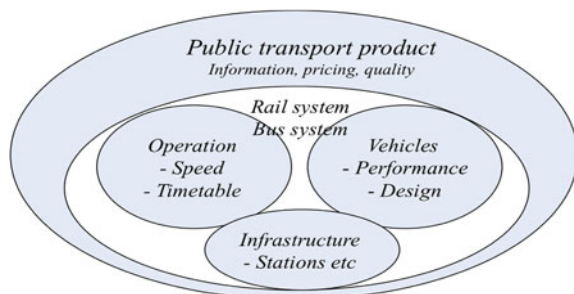 Public transport product
Information, pricing, quality
Rail system
Bus system
Operation
- Speed
- Timetable
Vehicles
- Performance
- Design
Infrastructure
- Stations etc